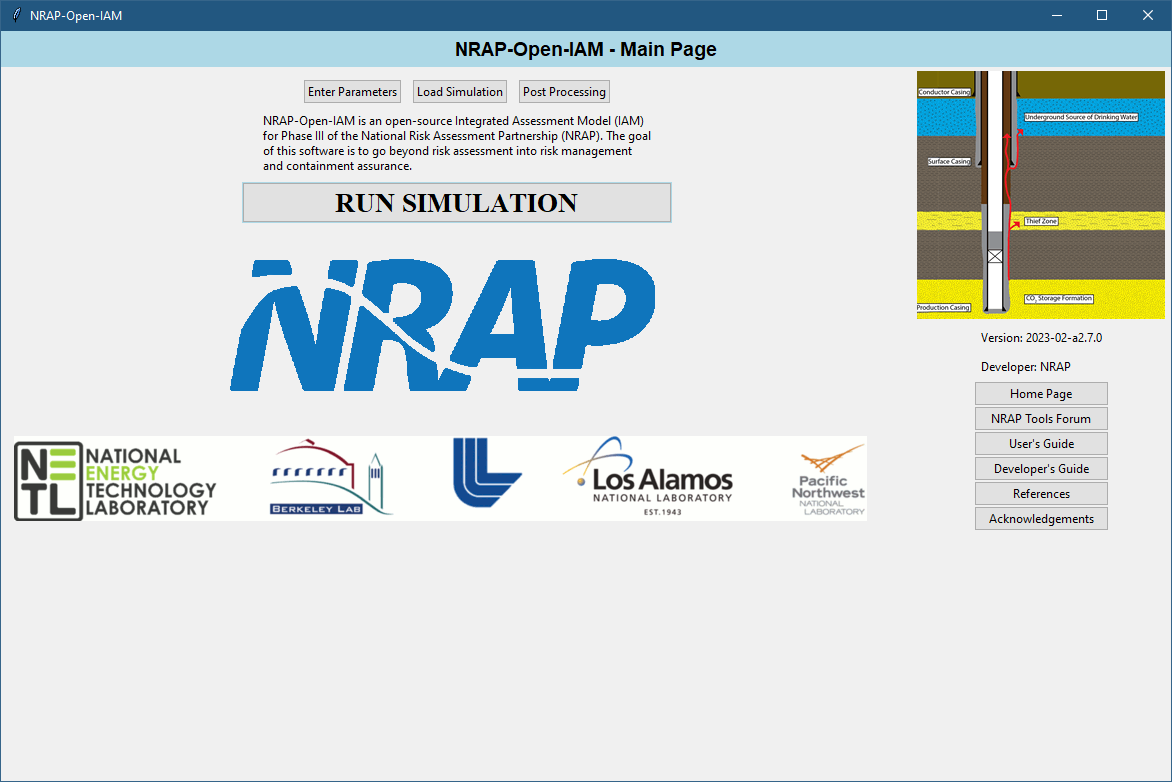 NRAP-Open-IAM
NRAP-Open-IAM - Main Page
Enter Parameters
Load Simulation
Post Processing
NRAP-Open-IAM is an open-source Integrated Assessment Model (IAM)
for Phase III of the National Risk Assessment Partnership (NRAP). The goal
of this software is to go beyond risk assessment into risk management
and containment assurance.
RUN SIMULATION
NRAP
NE
TL
NATIONAL
ENERGY
TECHNOLOGY
LABORATORY
BERKELEY LAB
Los Alamos
NATIONAL LABORATORY
EST. 1943
Pacific
Northwest
NATIONAL
LABORATORY
Conductor Casing
Underground Source of Drinking Water
Surface Casing
Thief Zone
CO₂ Storage Formation
Production Casing
Version: 2023-02-a2.7.0
Developer: NRAP
Home Page
NRAP Tools Forum
User's Guide
Developer's Guide
References
Acknowledgements